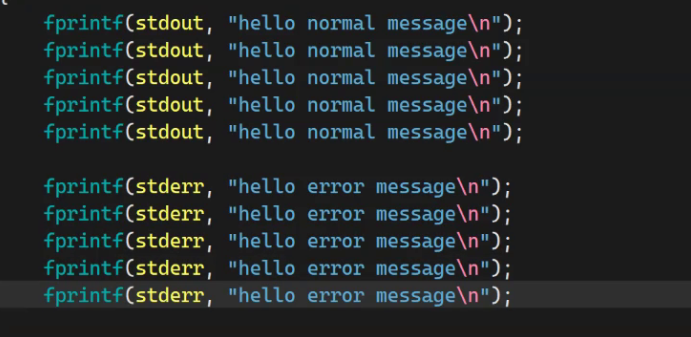 {
fprintf(stdout, "hello normal message\n");
fprintf(stdout, "hello normal message\n");
fprintf(stdout, "hello normal message\n");
fprintf(stdout, "hello normal message\n");
fprintf(stdout, "hello normal message\n");
fprintf(stderr, "hello error message\n");
fprintf(stderr, "hello error message\n");
fprintf(stderr, "hello error message\n");
fprintf(stderr, "hello error message\n");
fprintf(stderr, "hello error message\n");